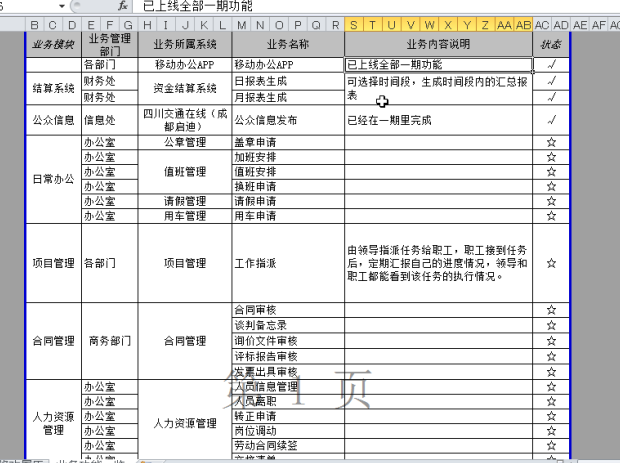 fx 已上线全部一期功能
B C D E F G H I J K L M N O P Q R S T U V W X Y Z AA AB AC AD AE AF AG
业务模块 业务管理部门 业务所属系统 业务名称 业务内容说明 状态
各部门 移动办公APP 移动办公APP 已上线全部一期功能 √
结算系统 财务处 资金结算系统 日报表生成 可选择时间段，生成时间段内的汇总报表 √
财务处 月报表生成 √
公众信息 信息处 四川交通在线（成都启迪） 公众信息发布 已经在一期里完成 √
日常办公 办公室 公章管理 盖章申请 ☆
办公室 值班管理 加班安排 ☆
办公室 值班安排 ☆
办公室 换班申请 ☆
办公室 请假管理 请假申请 ☆
办公室 用车管理 用车申请 ☆
项目管理 各部门 项目管理 工作指派 由领导指派任务给职工，职工接到任务后，定期汇报自己的进度情况，领导和职工都能看到该任务的执行情况。 ☆
合同管理 商务部门 合同管理 合同审核 ☆
谈判备忘录 ☆
询价文件审核 ☆
评标报告审核 ☆
发票出具审核 ☆
人力资源管理 办公室 人力资源管理 人员信息管理 ☆
办公室 人员离职 ☆
办公室 转正申请 ☆
办公室 岗位调动 ☆
办公室 劳动合同续签 ☆
第 1 页